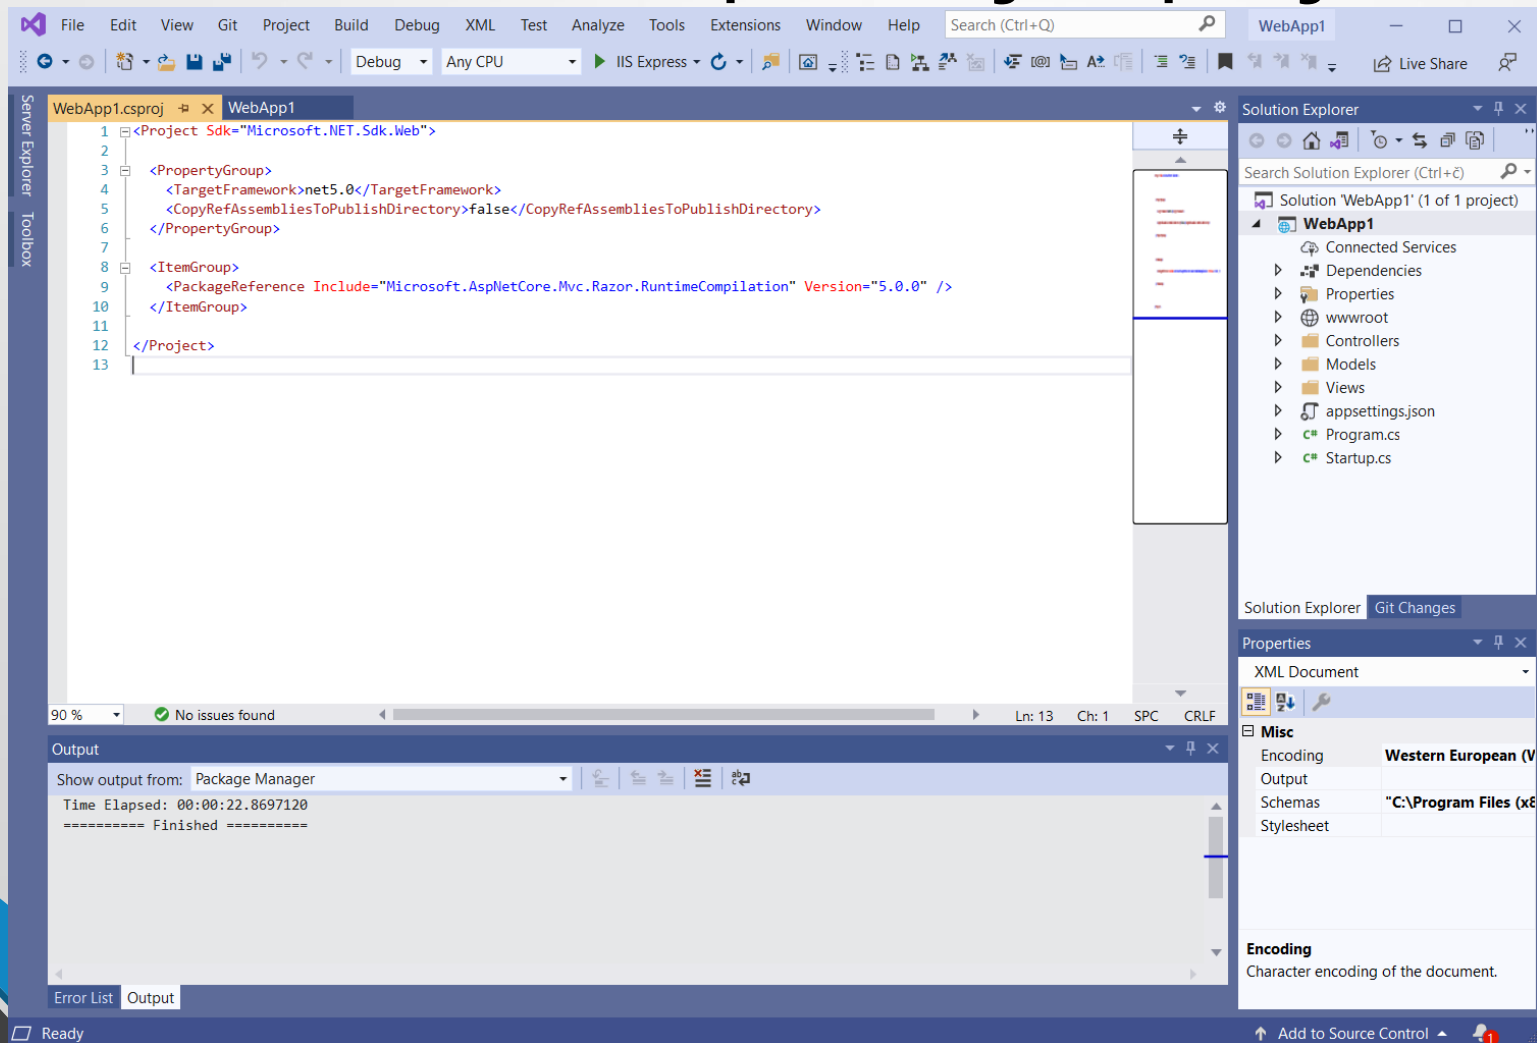 File Edit View Git Project Build Debug XML Test Analyze Tools Extensions Window Help Search (Ctrl+Q) WebApp1
Debug Any CPU IIS Express Live Share
Server Explorer
Toolbox
WebApp1.csproj WebApp1
1 <Project Sdk="Microsoft.NET.Sdk.Web">
2
3 <PropertyGroup>
4 <TargetFramework>net5.0</TargetFramework>
5 <CopyRefAssembliesToPublishDirectory>false</CopyRefAssembliesToPublishDirectory>
6 </PropertyGroup>
7
8 <ItemGroup>
9 <PackageReference Include="Microsoft.AspNetCore.Mvc.Razor.RuntimeCompilation" Version="5.0.0" />
10 </ItemGroup>
11
12 </Project>
13
90 % No issues found Ln: 13 Ch: 1 SPC CRLF
Output
Show output from: Package Manager
Time Elapsed: 00:00:22.8697120
========== Finished ==========
Error List Output
Solution Explorer
Search Solution Explorer (Ctrl+č)
Solution 'WebApp1' (1 of 1 project)
WebApp1
Connected Services
Dependencies
Properties
wwwroot
Controllers
Models
Views
appsettings.json
C# Program.cs
C# Startup.cs
Solution Explorer Git Changes
Properties
XML Document
Misc
Encoding Western European (W
Output
Schemas "C:\Program Files (x8
Stylesheet
Encoding
Character encoding of the document.
Ready Add to Source Control 1